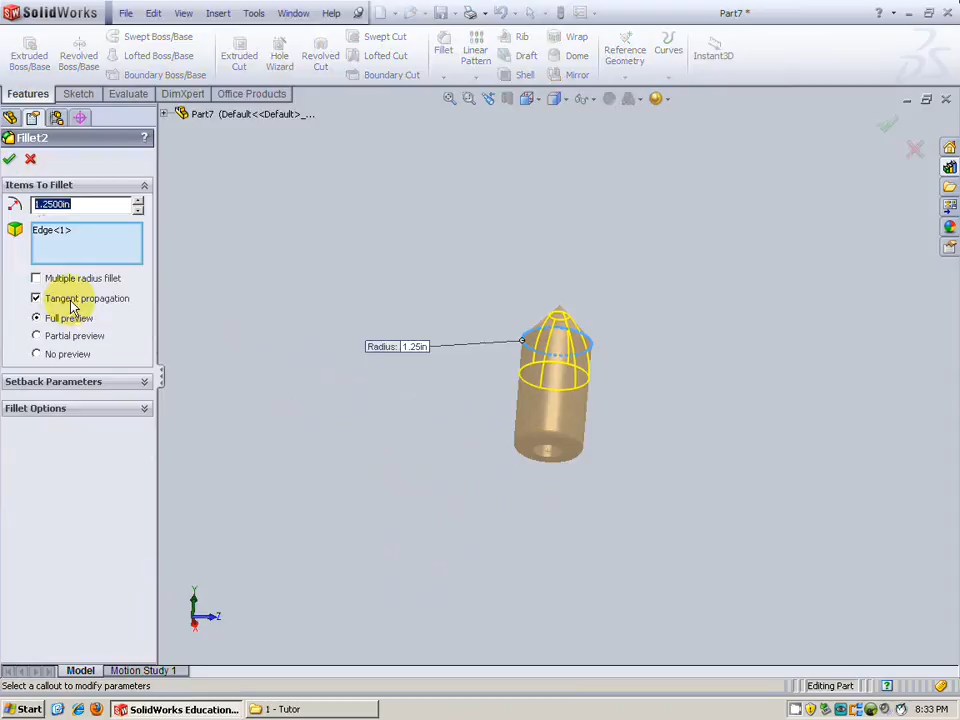 SolidWorks File Edit View Insert Tools Window Help Part7 *
Extruded Boss/Base Revolved Boss/Base Swept Boss/Base Lofted Boss/Base Boundary Boss/Base Extruded Cut Hole Wizard Revolved Cut Swept Cut Lofted Cut Boundary Cut Fillet Linear Pattern Rib Draft Shell Wrap Dome Mirror Reference Geometry Curves Instant3D
Features Sketch Evaluate DimXpert Office Products
Part7 (Default<<Default>_...
Fillet2 ?
Items To Fillet
1.2500in
Edge<1>
Multiple radius fillet
Tangent propagation
Full preview
Partial preview
No preview
Setback Parameters
Fillet Options
Radius: 1.25in
Y
Z
X
Model Motion Study 1
Select a callout to modify parameters Editing Part
Start SolidWorks Education... 1 - Tutor 8:33 PM